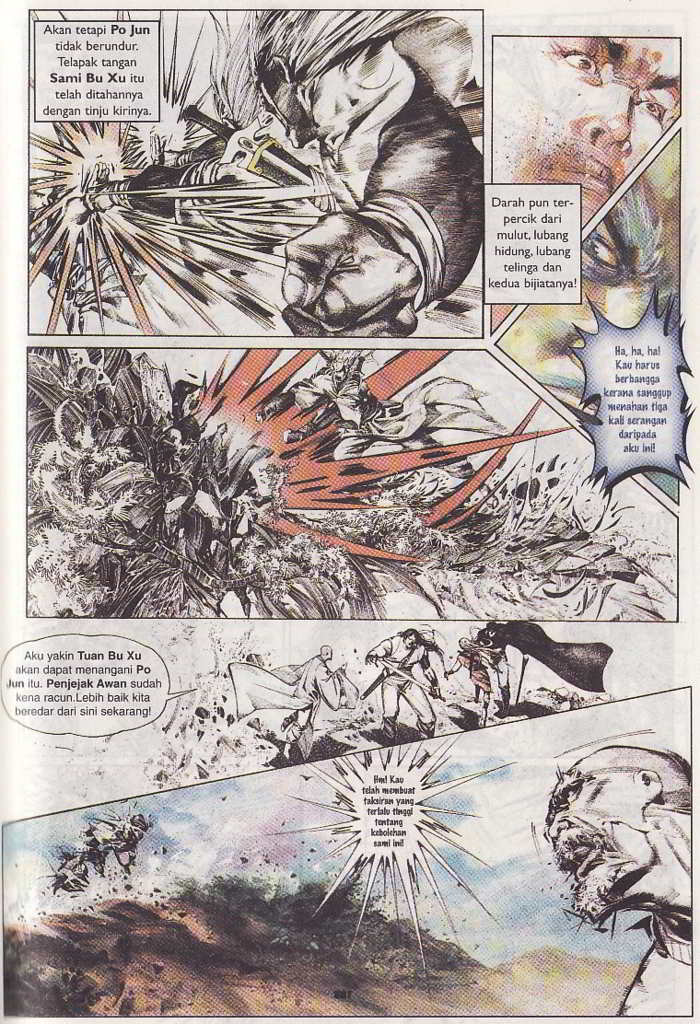 Akan tetapi Po Jun
tidak berundur.
Telapak tangan
Sami Bu Xu itu
telah ditahannya
dengan tinju kirinya.
Darah pun ter-
percik dari
mulut, lubang
hidung, lubang
telinga dan
kedua bijiatanya!
Ha, ha, ha!
Kau harus
berbangga
kerana sanggup
menahan tiga
kali serangan
daripada
aku ini!
Aku yakin Tuan Bu Xu
akan dapat menangani Po
Jun itu. Penjejak Awan sudah
kena racun.Lebih baik kita
beredar dari sini sekarang!
Hm! Kau
telah membuat
taksiran yang
terlalu tinggi
tentang
kebolehan
sami ini!